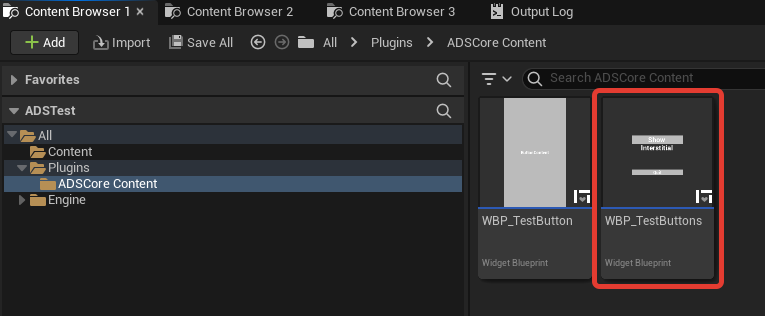 Content Browser 1
Content Browser 2
Content Browser 3
Output Log
Add
Import
Save All
All
Plugins
ADSCore Content
Favorites
ADSTest
All
Content
Plugins
ADSCore Content
Engine
Search ADSCore Content
Button Content
WBP_TestButton
Widget Blueprint
Show
Interstitial
WBP_TestButtons
Widget Blueprint